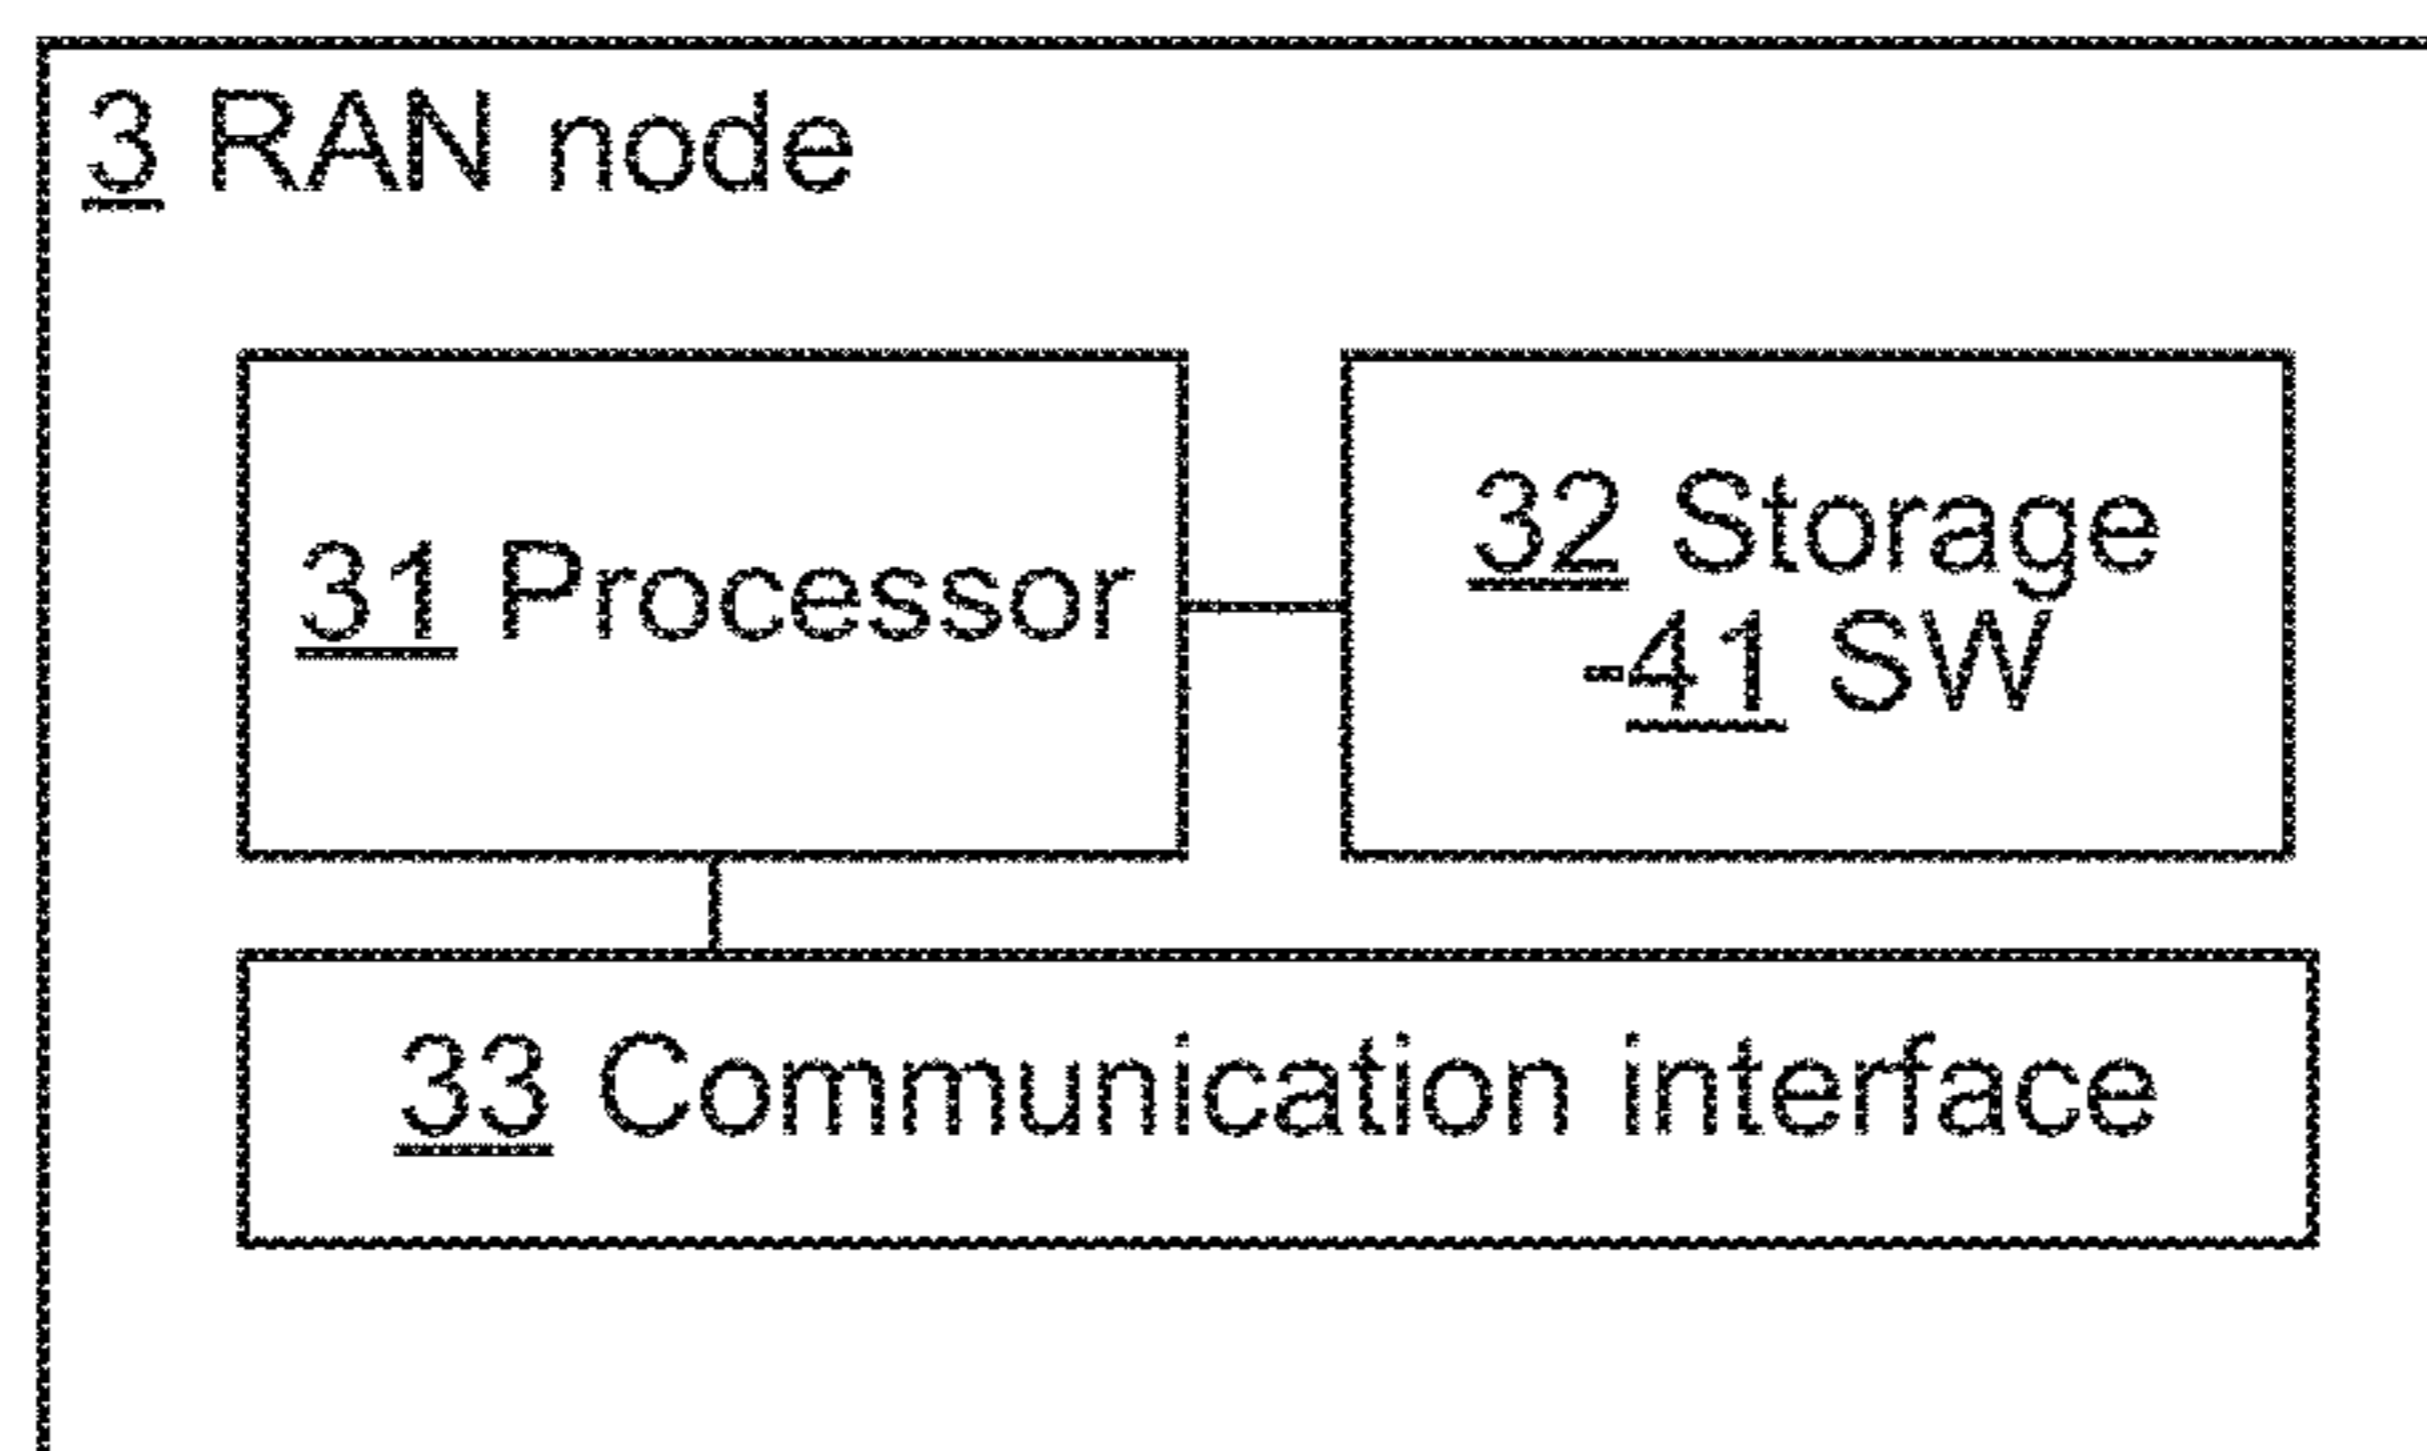 3 RAN node
31 Processor
32 Storage
-41 SW
33 Communication interface